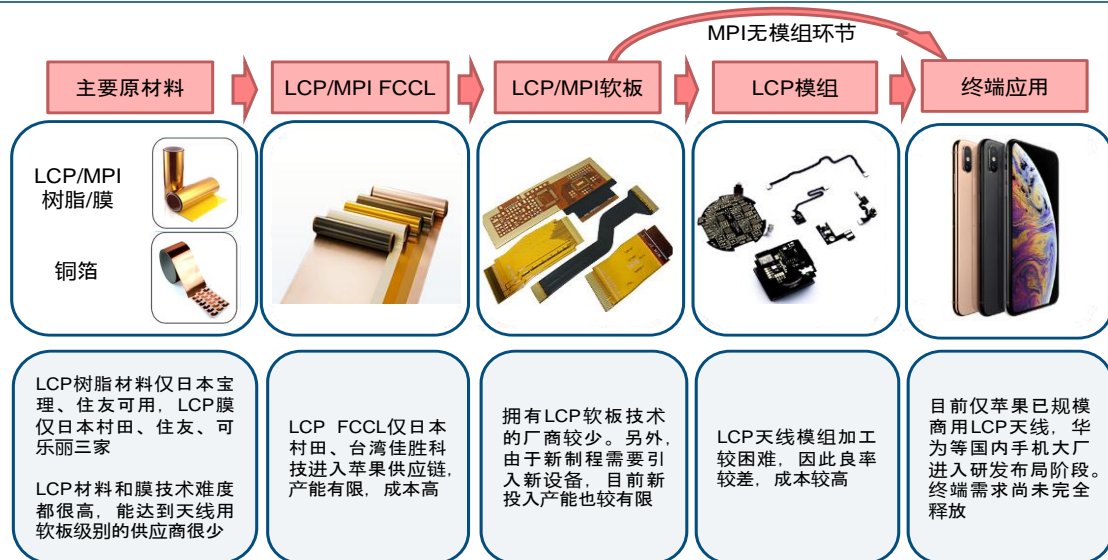 MPI无模组环节
主要原材料
LCP/MPI FCCL
LCP/MPI软板
LCP模组
终端应用
LCP/MPI
树脂/膜
铜箔
LCP树脂材料仅日本宝
理、住友可用，LCP膜
仅日本村田、住友、可
乐丽三家
LCP材料和膜技术难度
都很高，能达到天线用
软板级别的供应商很少
LCP FCCL仅日本
村田、台湾佳胜科
技进入苹果供应链，
产能有限，成本高
拥有LCP软板技术
的厂商较少。另外，
由于新制程需要引
入新设备，目前新
投入产能也较有限
LCP天线模组加工
较困难，因此良率
较差，成本较高
目前仅苹果已规模
商用LCP天线，华
为等国内手机大厂
进入研发布局阶段。
终端需求尚未完全
释放